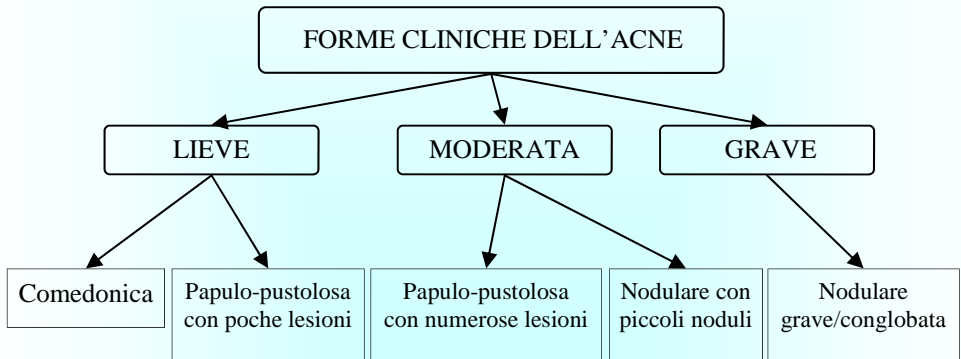 FORME CLINICHE DELL'ACNE
LIEVE
MODERATA
GRAVE
Comedonica
Papulo-pustolosa
con poche lesioni
Papulo-pustolosa
con numerose lesioni
Nodulare con
piccoli noduli
Nodulare
grave/conglobata